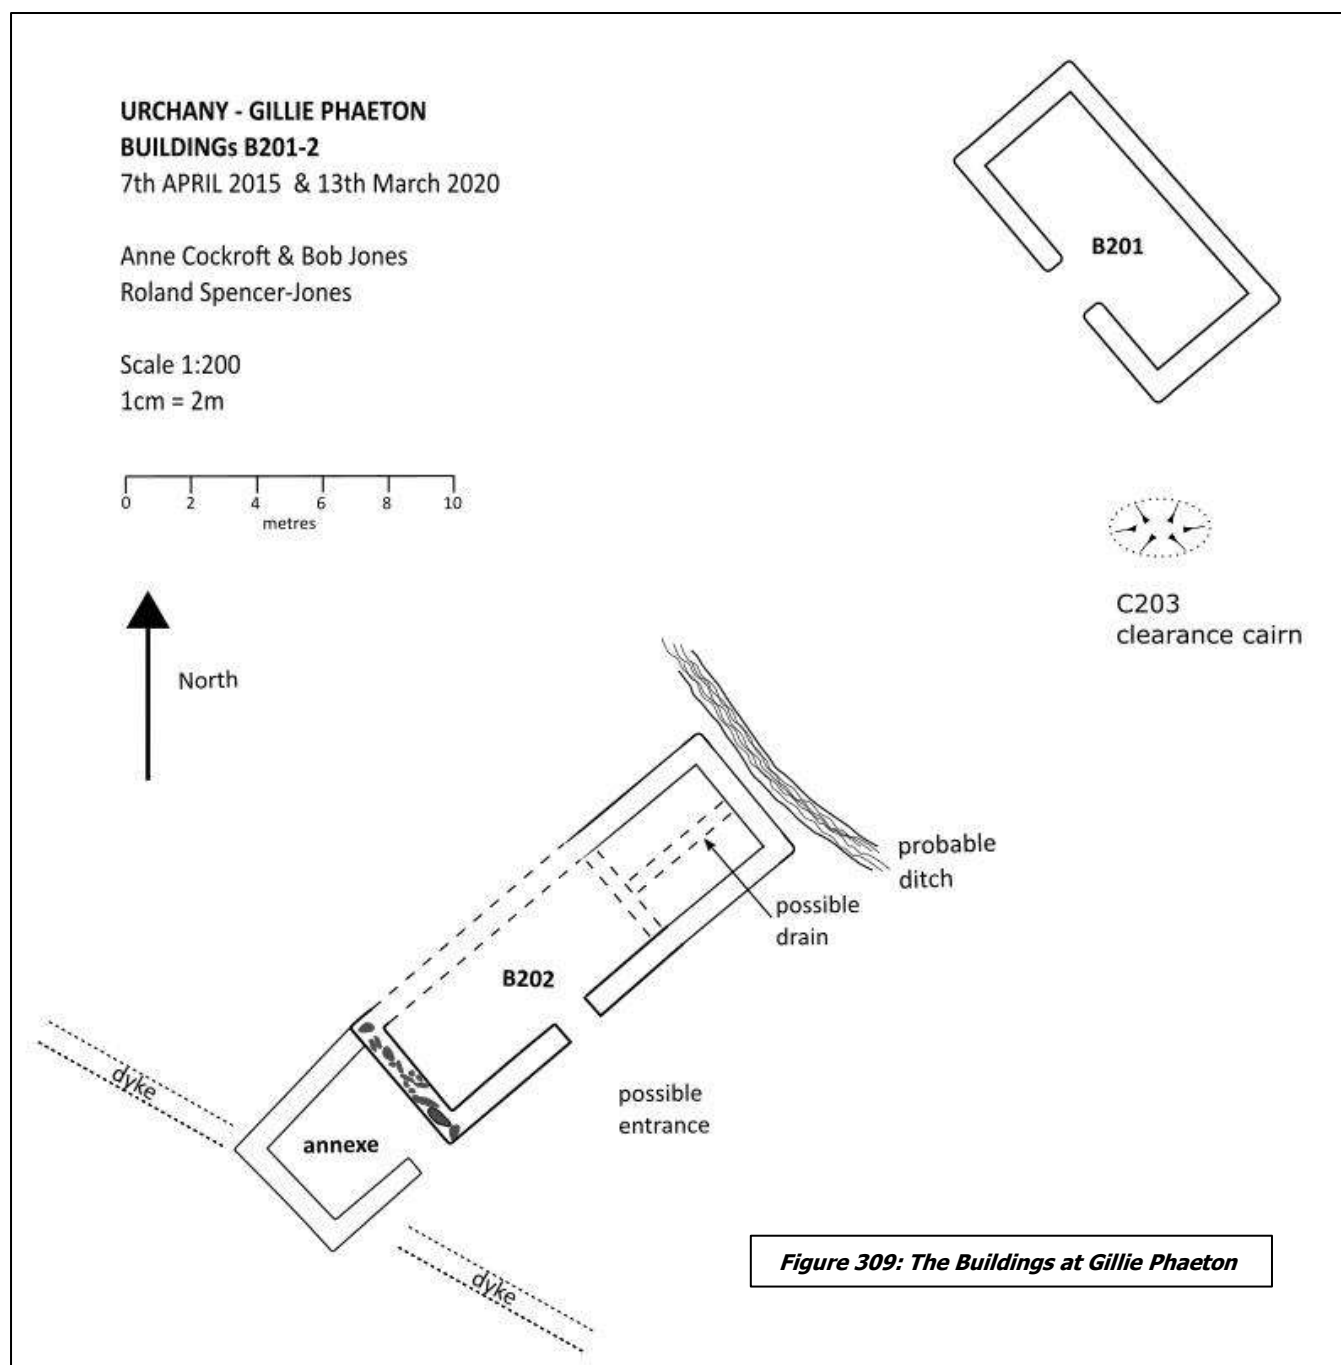 URCHANY - GILLIE PHAETON
BUILDINGs B201-2
7th APRIL 2015  & 13th March 2020
Anne Cockroft & Bob Jones
Roland Spencer-Jones
Scale 1:200
1cm = 2m
0 2 4 6 8 10
metres
North
B201
C203
clearance cairn
probable
ditch
possible
drain
B202
possible
entrance
dyke
annexe
dyke
Figure 309: The Buildings at Gillie Phaeton